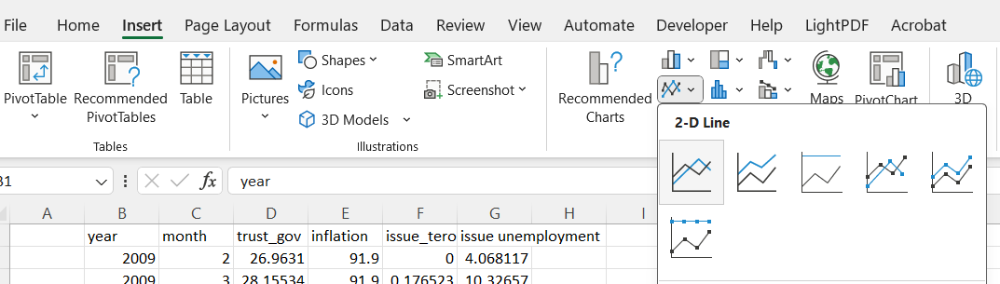 File Home Insert Page Layout Formulas Data Review View Automate Developer Help LightPDF Acrobat
PivotTable Recommended PivotTables Table Pictures Shapes Icons 3D Models SmartArt Screenshot Recommended Charts Maps PivotChart 3D
Tables Illustrations
2-D Line
B1 fx year
A B C D E F G H I
year month trust_gov inflation issue_tero issue unemployment
2009 2 26.9631 91.9 0 4.068117
2009 3 28.15534 91.9 0.176523 10.32657